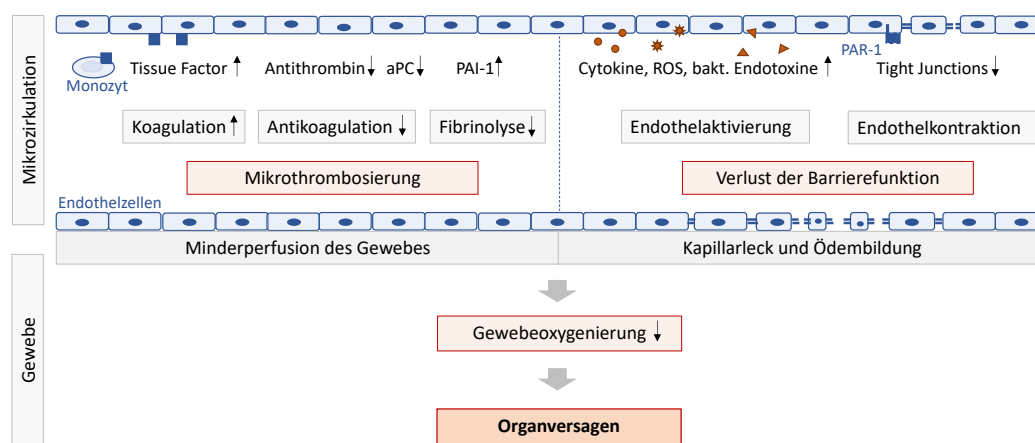 Mikrozirkulation
PAR-1
Monozyt
Tissue Factor
Antithrombin
aPC
PAI-1
Cytokine, ROS, bakt. Endotoxine
Tight Junctions
Koagulation
Antikoagulation
Fibrinolyse
Endothelaktivierung
Endothelkontraktion
Mikrothrombosierung
Verlust der Barrierefunktion
Endothelzellen
Minderperfusion des Gewebes
Kapillarleck und Ödembildung
Gewebe
Gewebeoxygenierung
Organversagen